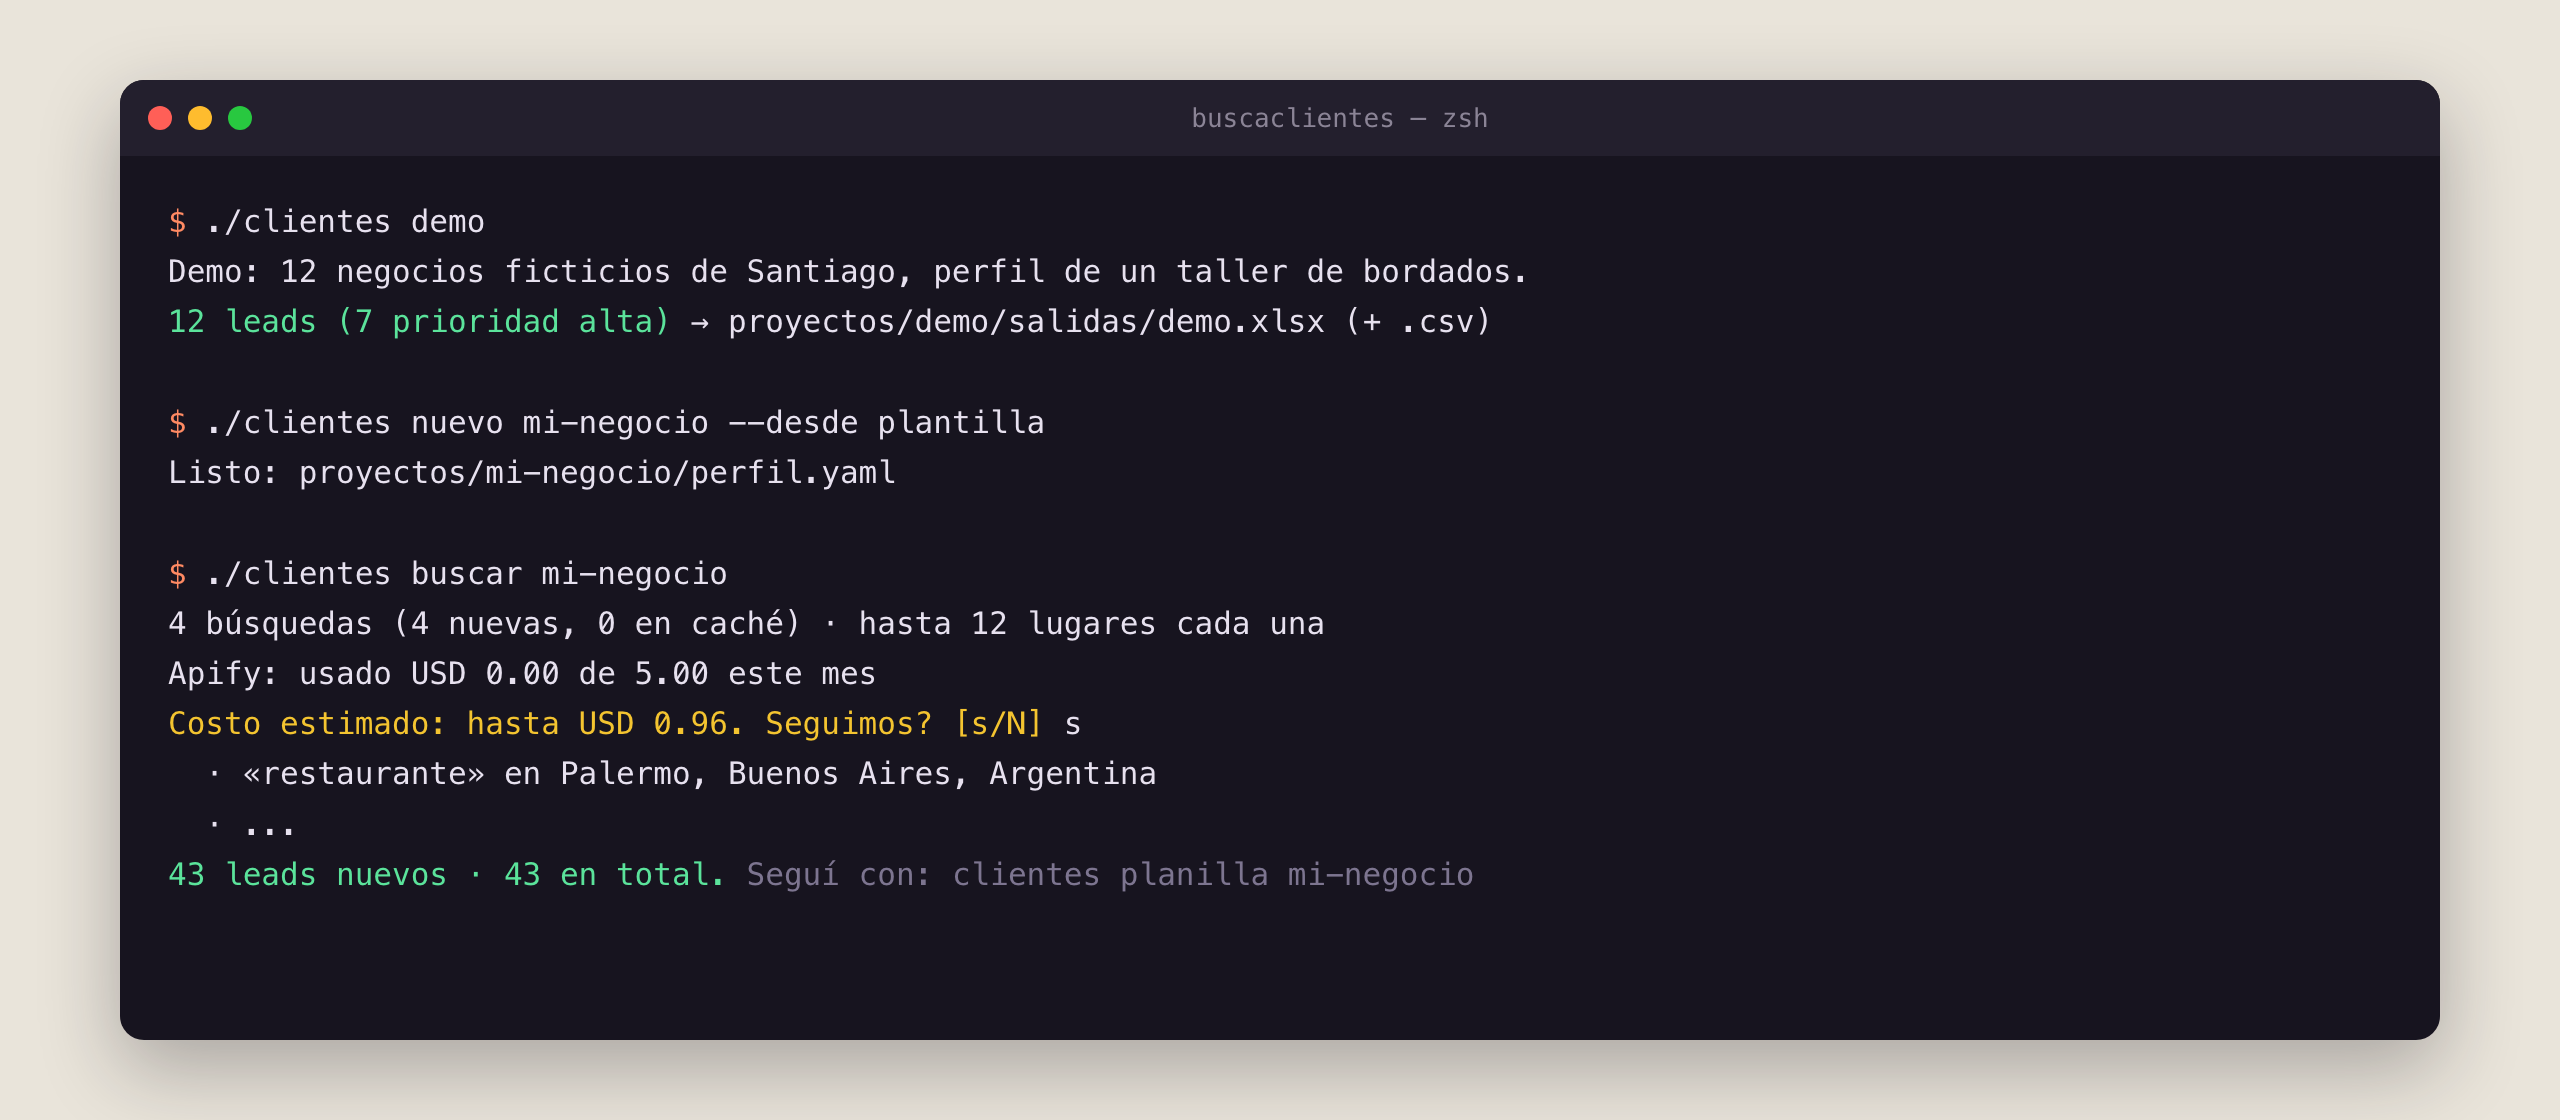 buscaclientes — zsh
$ ./clientes demo
Demo: 12 negocios ficticios de Santiago, perfil de un taller de bordados.
12 leads (7 prioridad alta) → proyectos/demo/salidas/demo.xlsx (+ .csv)
$ ./clientes nuevo mi-negocio --desde plantilla
Listo: proyectos/mi-negocio/perfil.yaml
$ ./clientes buscar mi-negocio
4 búsquedas (4 nuevas, 0 en caché) · hasta 12 lugares cada una
Apify: usado USD 0.00 de 5.00 este mes
Costo estimado: hasta USD 0.96. Seguimos? [s/N] s
· «restaurante» en Palermo, Buenos Aires, Argentina
· ...
43 leads nuevos · 43 en total. Seguí con: clientes planilla mi-negocio